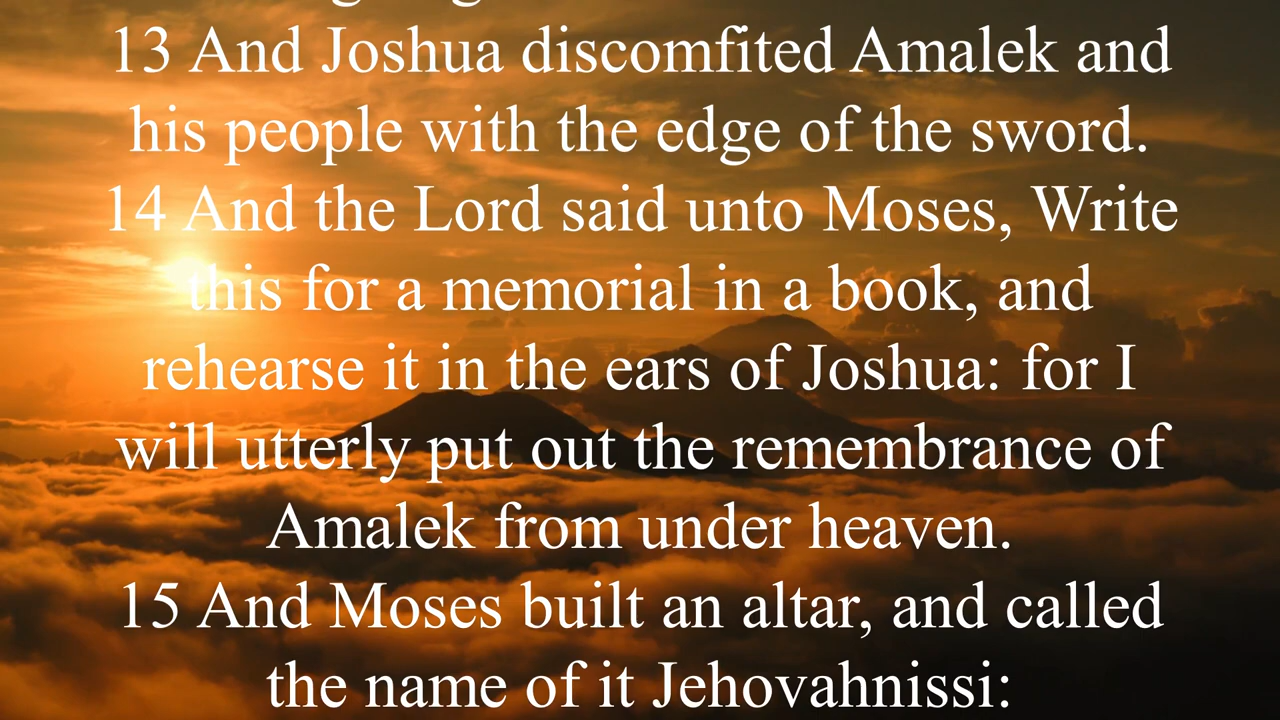 13 And Joshua discomfited Amalek and
his people with the edge of the sword.
14 And the Lord said unto Moses, Write
this for a memorial in a book, and
rehearse it in the ears of Joshua: for I
will utterly put out the remembrance of
Amalek from under heaven.
15 And Moses built an altar, and called
the name of it Jehovahnissi: